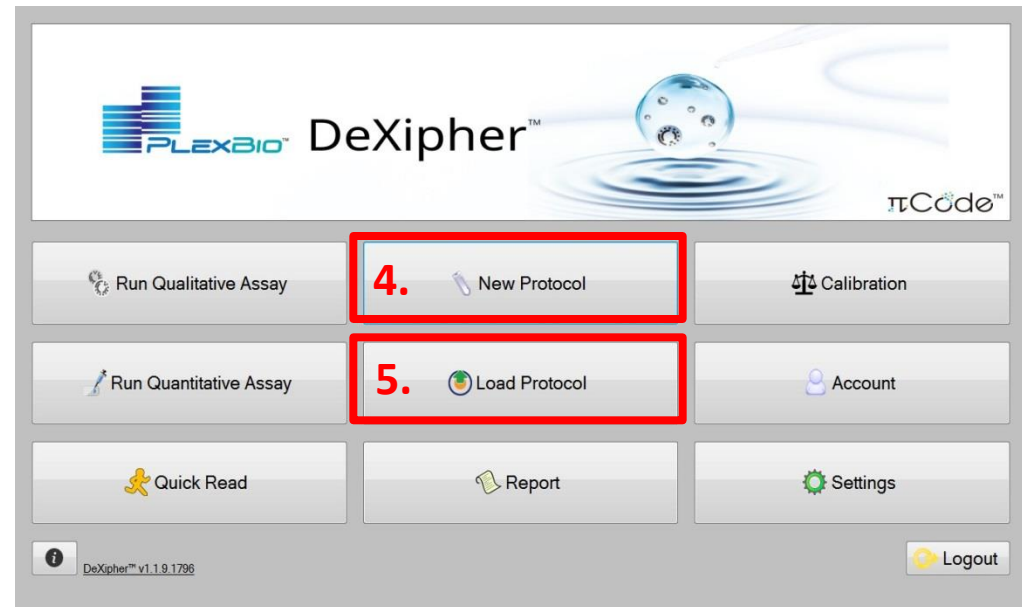 PLEXBIO™ DeXipher™
πCode™
Run Qualitative Assay
4. New Protocol
Calibration
Run Quantitative Assay
5. Load Protocol
Account
Quick Read
Report
Settings
i
DeXipher™ v1.1.9.1796
Logout